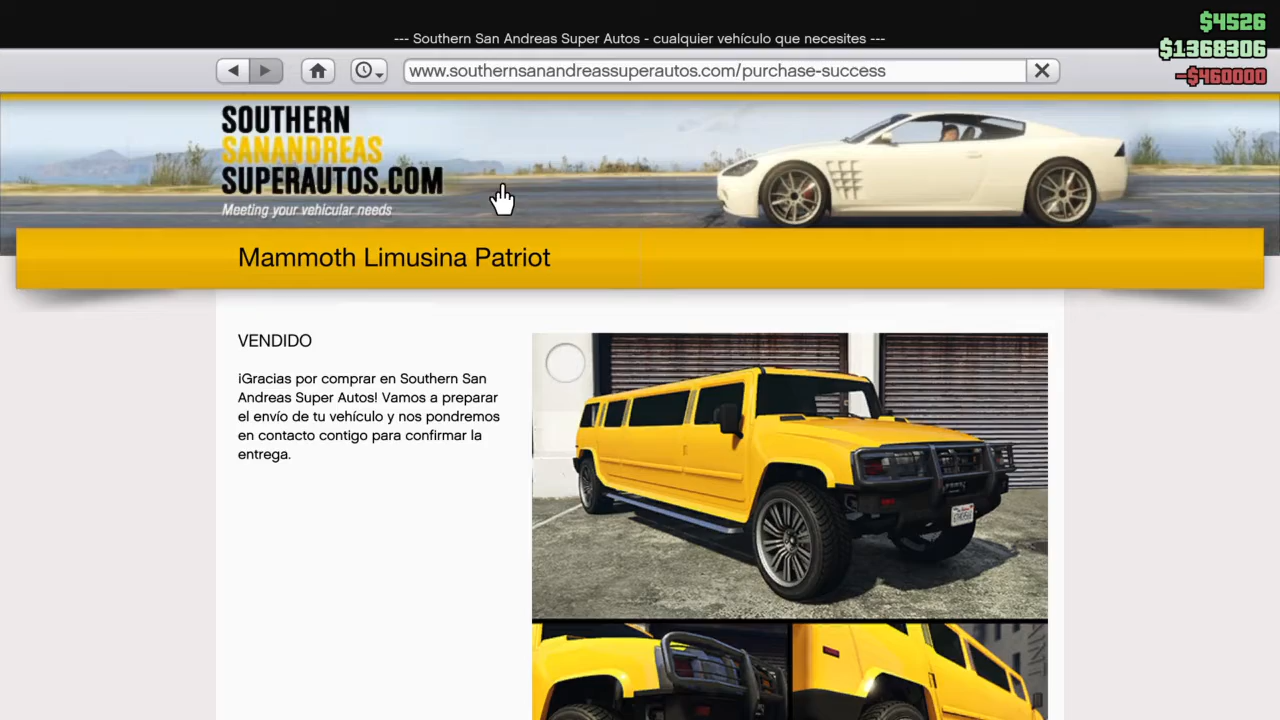 $4526
--- Southern San Andreas Super Autos - cualquier vehículo que necesites ---
$1368306
www.southernsanandreassuperautos.com/purchase-success
-$460000
SOUTHERN
SANANDREAS
SUPERAUTOS.COM
Meeting your vehicular needs
Mammoth Limusina Patriot
VENDIDO
¡Gracias por comprar en Southern San
Andreas Super Autos! Vamos a preparar
el envío de tu vehículo y nos pondremos
en contacto contigo para confirmar la
entrega.